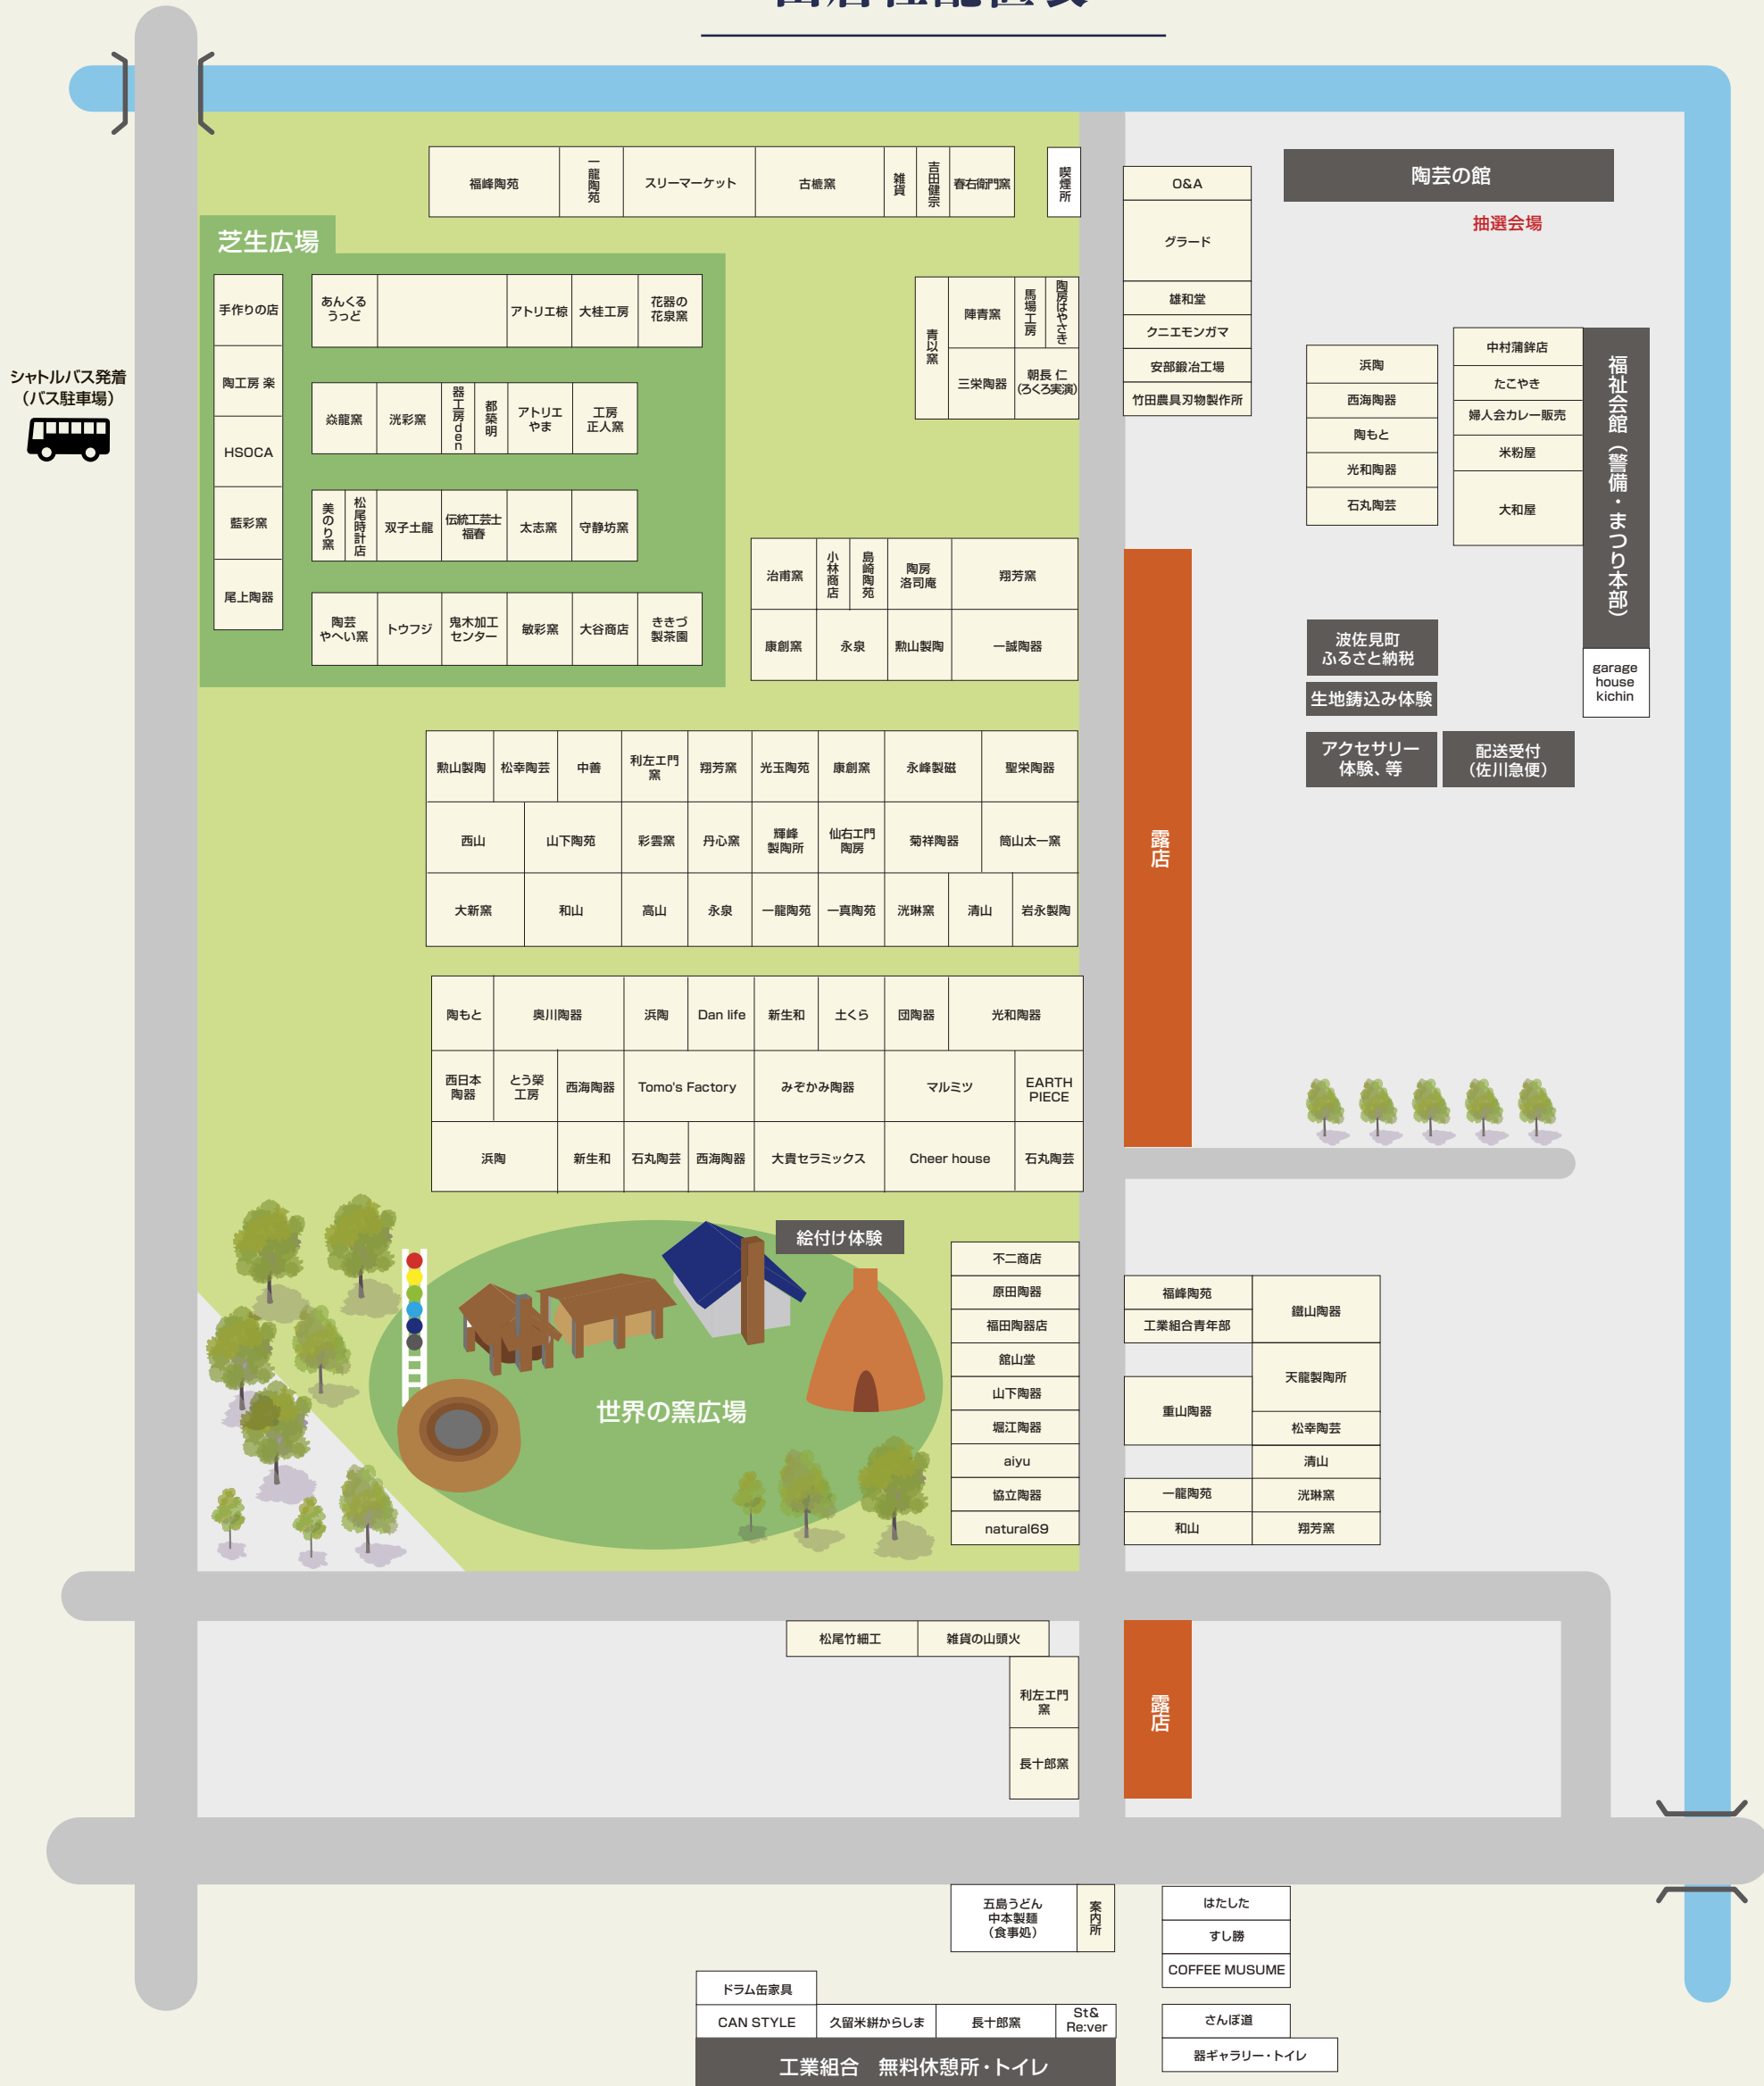 福峰陶苑
一龍陶苑
スリーマーケット
古櫨窯
雑貨
吉田健宗
春右衛門窯
喫煙所
O&A
グラード
雄和堂
クニエモンガマ
安部鍛冶工場
竹田農具刃物製作所
陶芸の館
抽選会場
芝生広場
手作りの店
陶工房 楽
HSOCA
藍彩窯
尾上陶器
シャトルバス発着
（バス駐車場）
あんくる
うっど
アトリエ椋
大桂工房
花器の
花泉窯
焱龍窯
洸彩窯
器工房den
都築明
アトリエ
やま
工房
正人窯
美のり窯
松尾時計店
双子土龍
伝統工芸士
福春
太志窯
守静坊窯
陶芸
やへい窯
トウフジ
鬼木加工
センター
敏彩窯
大谷商店
ききづ
製茶園
青以窯
陣青窯
馬場工房
陶房はやさき
三栄陶器
朝長 仁
(ろくろ実演)
浜陶
西海陶器
陶もと
光和陶器
石丸陶芸
中村蒲鉾店
たこやき
婦人会カレー販売
米粉屋
大和屋
福祉会館（警備・まつり本部）
garage
house
kichin
治甫窯
小林商店
島崎陶苑
陶房
洛司庵
翔芳窯
康創窯
永泉
勲山製陶
一誠陶器
波佐見町
ふるさと納税
生地鋳込み体験
アクセサリー
体験、等
配送受付
（佐川急便）
勲山製陶
松幸陶芸
中善
利左エ門
窯
翔芳窯
光玉陶苑
康創窯
永峰製磁
聖栄陶器
西山
山下陶苑
彩雲窯
丹心窯
輝峰
製陶所
仙右エ門
陶房
菊祥陶器
筒山太一窯
大新窯
和山
高山
永泉
一龍陶苑
一真陶苑
洸琳窯
清山
岩永製陶
露店
陶もと
奥川陶器
浜陶
Dan life
新生和
土くら
団陶器
光和陶器
西日本
陶器
とう榮
工房
西海陶器
Tomo's Factory
みぞかみ陶器
マルミツ
EARTH
PIECE
浜陶
新生和
石丸陶芸
西海陶器
大貴セラミックス
Cheer house
石丸陶芸
絵付け体験
世界の窯広場
不二商店
原田陶器
福田陶器店
舘山堂
山下陶器
堀江陶器
aiyu
協立陶器
natural69
福峰陶苑
工業組合青年部
重山陶器
一龍陶苑
和山
鐵山陶器
天龍製陶所
松幸陶芸
清山
洸琳窯
翔芳窯
松尾竹細工
雑貨の山頭火
利左エ門
窯
長十郎窯
露店
五島うどん
中本製麺
（食事処）
案内所
はたした
すし勝
COFFEE MUSUME
ドラム缶家具
CAN STYLE
久留米絣からしま
長十郎窯
St&
Re:ver
さんぽ道
器ギャラリー・トイレ
工業組合　無料休憩所・トイレ